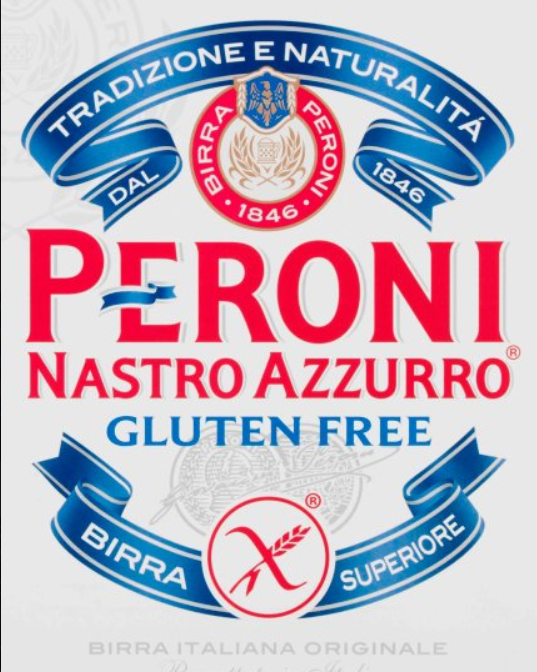 TRADIZIONE E NATURALITÁ
DAL 1846
BIRRA PERONI
· 1846 ·
PERONI
NASTRO AZZURRO®
GLUTEN FREE
®
BIRRA SUPERIORE
BIRRA ITALIANA ORIGINALE